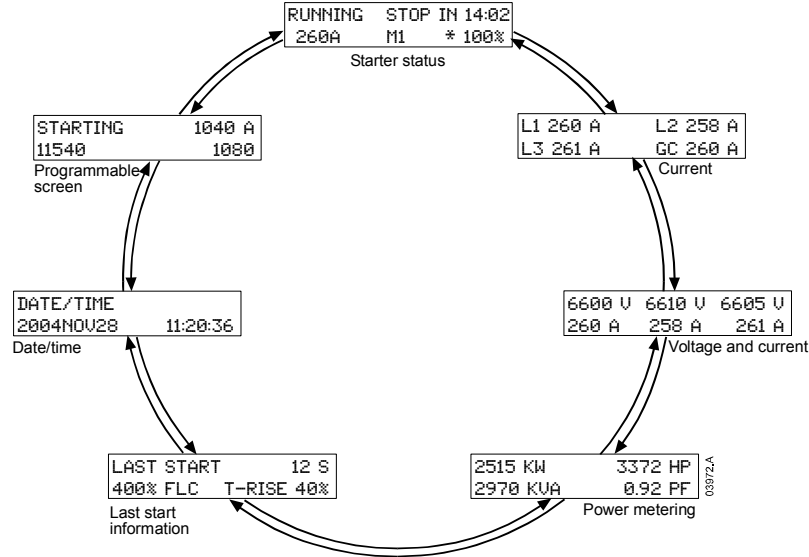 RUNNING STOP IN 14:02
260A M1 * 100%
Starter status
STARTING 1040 A
11540 1080
Programmable
screen
L1 260 A L2 258 A
L3 261 A GC 260 A
Current
DATE/TIME
2004NOV28 11:20:36
Date/time
6600 V 6610 V 6605 V
260 A 258 A 261 A
Voltage and current
LAST START 12 S
400% FLC T-RISE 40%
Last start
information
2515 KW 3372 HP
2970 KVA 0.92 PF
Power metering
03972.A